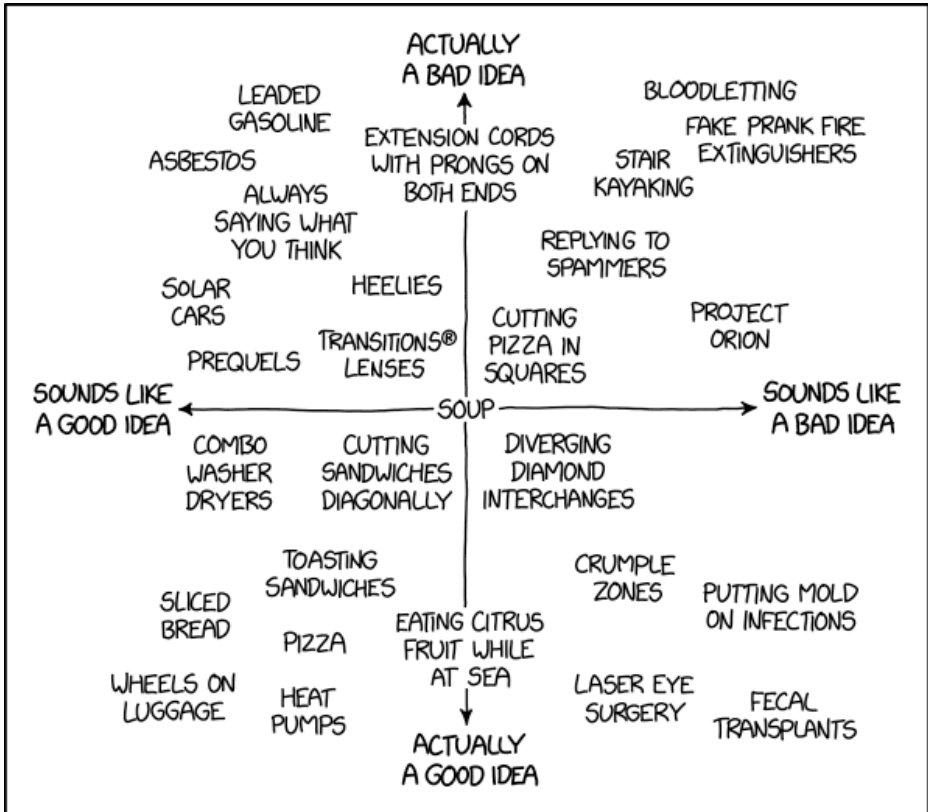 ACTUALLY
A BAD IDEA
LEADED
GASOLINE
BLOODLETTING
EXTENSION CORDS
WITH PRONGS ON
BOTH ENDS
FAKE PRANK FIRE
EXTINGUISHERS
ASBESTOS
STAIR
KAYAKING
ALWAYS
SAYING WHAT
YOU THINK
REPLYING TO
SPAMMERS
SOLAR
CARS
HEELIES
CUTTING
PIZZA IN
SQUARES
PROJECT
ORION
PREQUELS
TRANSITIONS®
LENSES
SOUNDS LIKE
A GOOD IDEA
SOUP
SOUNDS LIKE
A BAD IDEA
COMBO
WASHER
DRYERS
CUTTING
SANDWICHES
DIAGONALLY
DIVERGING
DIAMOND
INTERCHANGES
TOASTING
SANDWICHES
CRUMPLE
ZONES
SLICED
BREAD
PIZZA
EATING CITRUS
FRUIT WHILE
AT SEA
PUTTING MOLD
ON INFECTIONS
WHEELS ON
LUGGAGE
HEAT
PUMPS
LASER EYE
SURGERY
FECAL
TRANSPLANTS
ACTUALLY
A GOOD IDEA